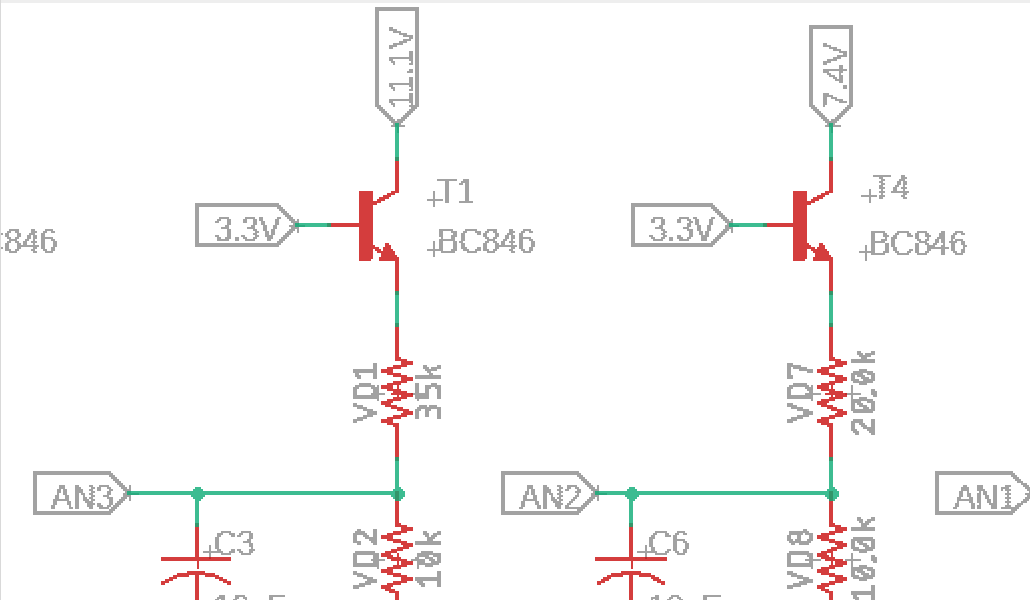 11.1V
7.4V
T1
T4
3.3V
3.3V
:846
BC846
BC846
VD1
35k
VD7
20.0k
AN3
AN2
AN1
C3
C6
VD2
10k
VD8
10.0k